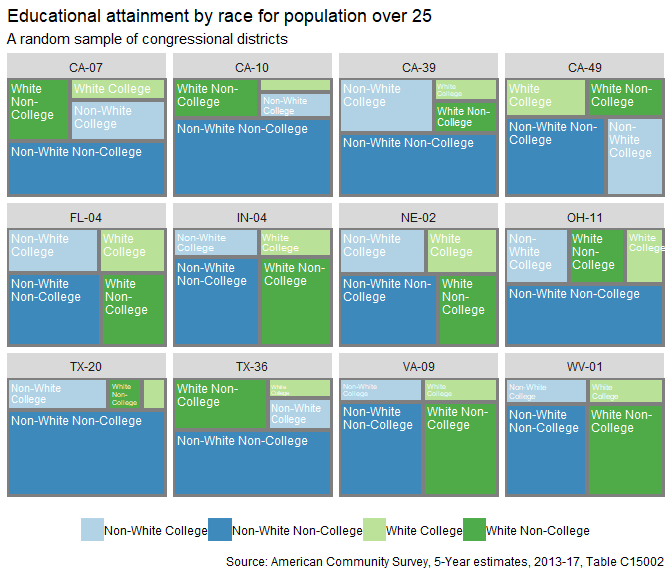 Educational attainment by race for population over 25
A random sample of congressional districts
CA-07
CA-10
CA-39
CA-49
White
Non-
College
White College
Non-White
College
Non-White Non-College
White Non-
College
Non-White
College
Non-White Non-College
Non-White
College
White
College
White
Non-College
Non-White Non-College
White
College
White Non-
College
Non-White Non-
College
Non-White
College
FL-04
IN-04
NE-02
OH-11
Non-White
College
White
College
Non-White
Non-College
White
Non-
College
Non-White
College
White
College
Non-White
Non-College
White Non-
College
Non-White
College
White
College
Non-White Non-
College
White
Non-
College
Non-
White
College
White
Non-
College
White
College
Non-White Non-College
TX-20
TX-36
VA-09
WV-01
Non-White
College
White
Non-
College
Non-White Non-College
White Non-
College
White
College
Non-White
College
Non-White Non-College
Non-White
College
White
College
Non-White
Non-College
White Non-
College
Non-White
College
White
College
Non-White
Non-College
White Non-
College
Non-White College
Non-White Non-College
White College
White Non-College
Source: American Community Survey, 5-Year estimates, 2013-17, Table C15002